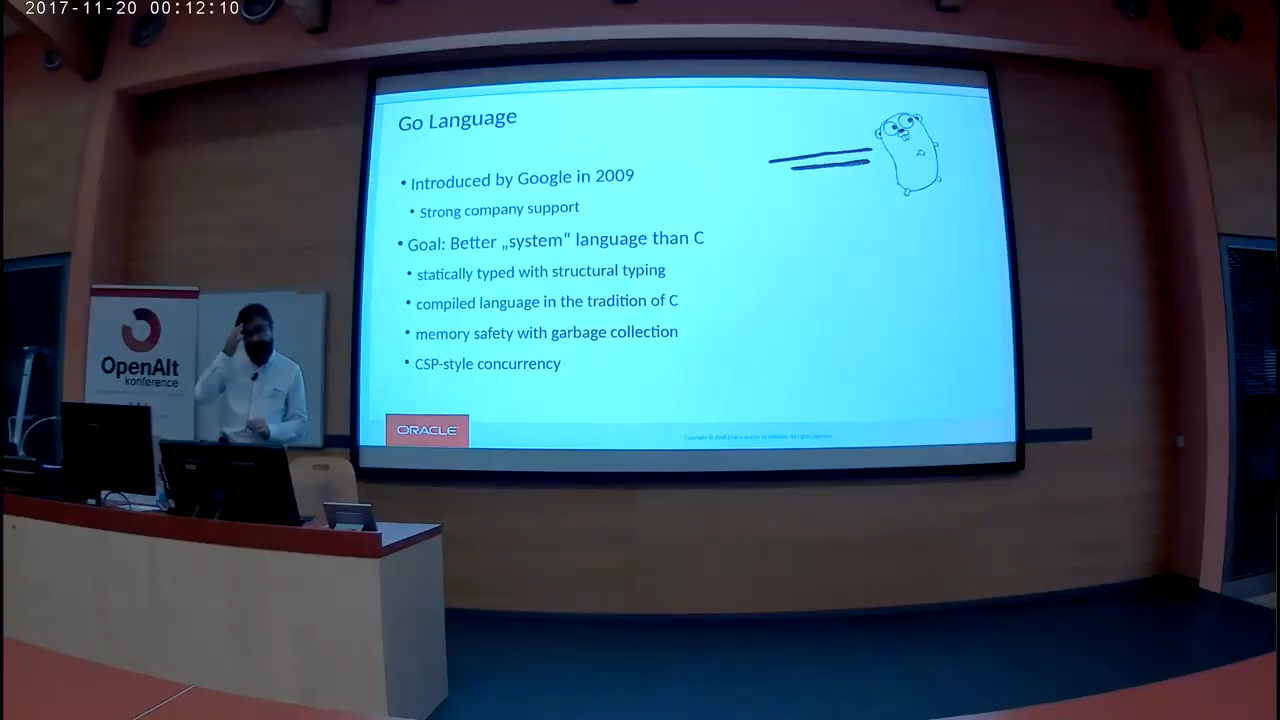 2017-11-20 00:12:10
Go Language
• Introduced by Google in 2009
• Strong company support
• Goal: Better „system“ language than C
• statically typed with structural typing
• compiled language in the tradition of C
• memory safety with garbage collection
• CSP-style concurrency
ORACLE
OpenAlt
konference